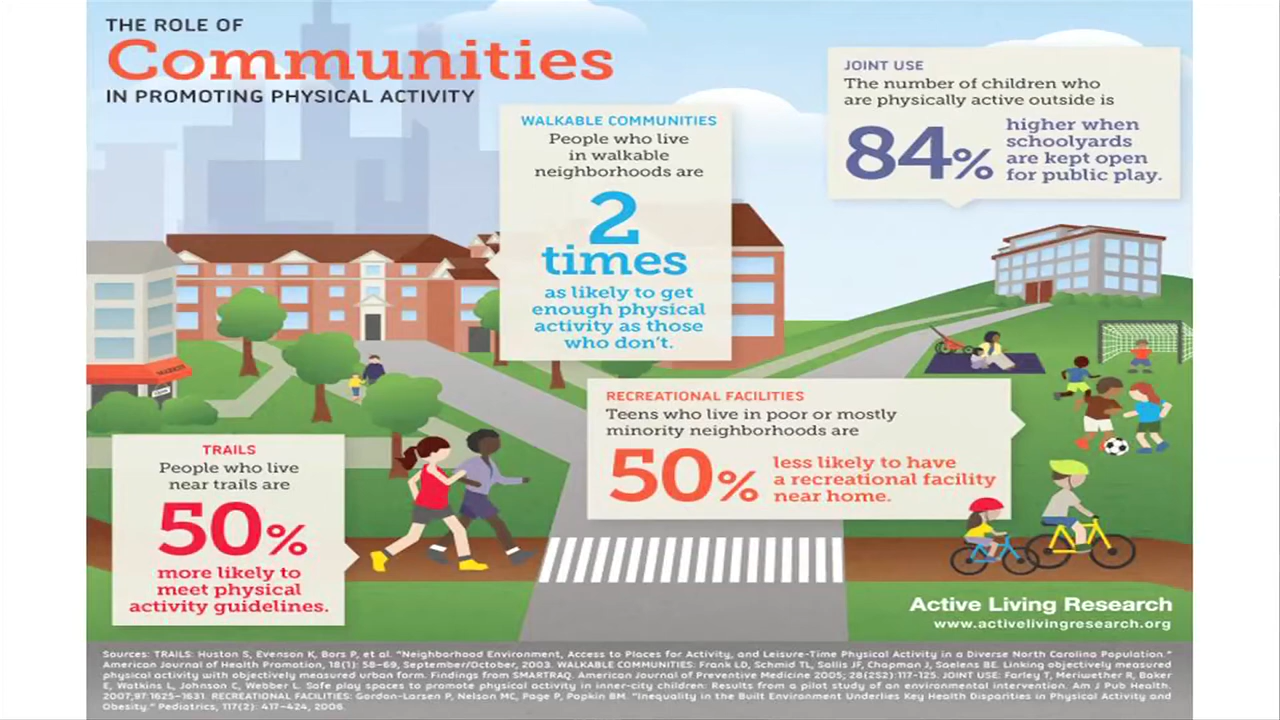 THE ROLE OF
Communities
IN PROMOTING PHYSICAL ACTIVITY
WALKABLE COMMUNITIES
People who live
in walkable
neighborhoods are
2
times
as likely to get
enough physical
activity as those
who don't.
JOINT USE
The number of children who
are physically active outside is
84%
higher when
schoolyards
are kept open
for public play.
MARKET
RECREATIONAL FACILITIES
Teens who live in poor or mostly
minority neighborhoods are
50%
less likely to have
a recreational facility
near home.
TRAILS
People who live
near trails are
50%
more likely to
meet physical
activity guidelines.
Active Living Research
www.activelivingresearch.org
Sources: TRAILS: Huston S, Evenson K, Bors P, et al. "Neighborhood Environment, Access to Places for Activity, and Leisure-Time Physical Activity in a Diverse North Carolina Population."
American Journal of Health Promotion, 18(1): 58–69, September/October, 2003. WALKABLE COMMUNITIES: Frank LD, Schmid TL, Sallis JF, Chapman J, Saelens BE. Linking objectively measured
physical activity with objectively measured urban form. Findings from SMARTRAQ. American Journal of Preventive Medicine 2005; 28(2S2):117-125. JOINT USE: Farley T, Meriwether R, Baker
E, Watkins L, Johnson C, Webber L. Safe play spaces to promote physical activity in inner-city children: Results from a pilot study of an environmental intervention. Am J Pub Health.
2007;97:1625–1631. RECREATIONAL FACILITIES: Gordon-Larsen P, Nelson MC, Page P, Popkin BM. "Inequality in the Built Environment Underlies Key Health Disparities in Physical Activity and
Obesity." Pediatrics, 117(2): 417–424, 2006.